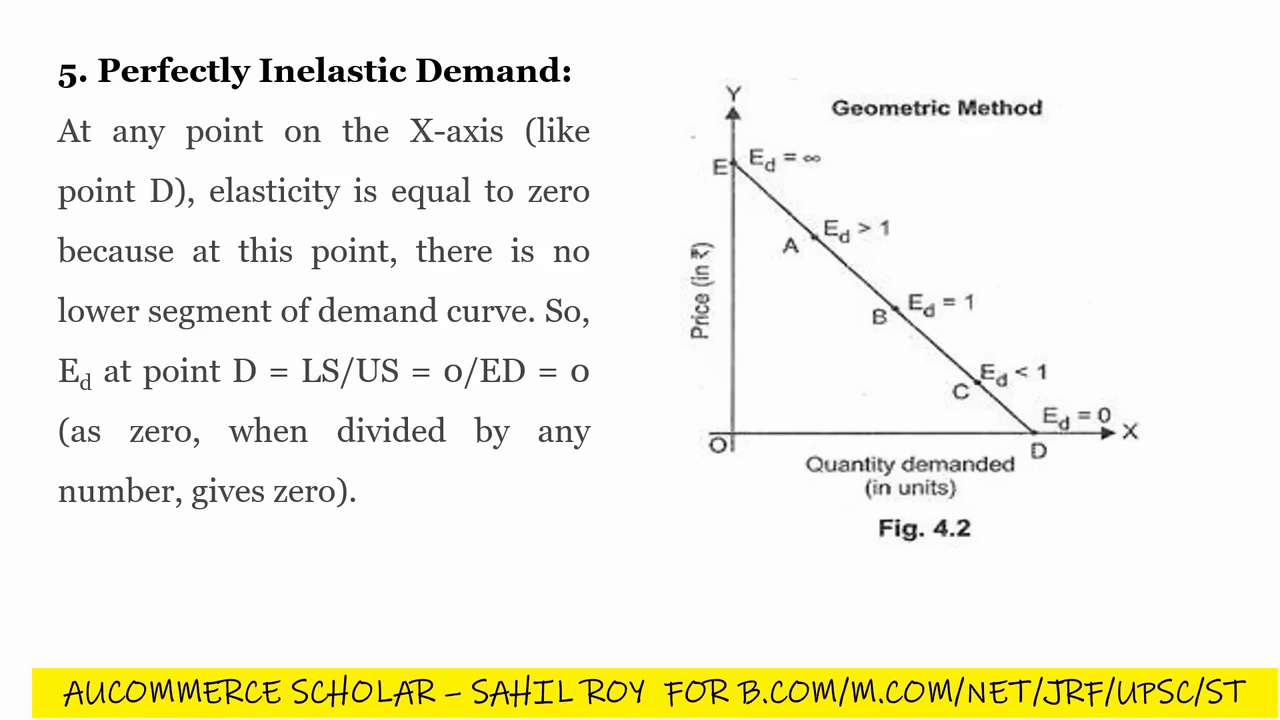 5. Perfectly Inelastic Demand:
At any point on the X-axis (like
point D), elasticity is equal to zero
because at this point, there is no
lower segment of demand curve. So,
Ed at point D = LS/US = 0/ED = 0
(as zero, when divided by any
number, gives zero).
Geometric Method
Y
E
Ed = ∞
Ed > 1
A
Ed = 1
B
Ed < 1
C
Ed = 0
Price (in ₹)
O
D
X
Quantity demanded
(in units)
Fig. 4.2
AUCOMMERCE SCHOLAR – SAHIL ROY FOR B.COM/M.COM/NET/JRF/UPSC/ST